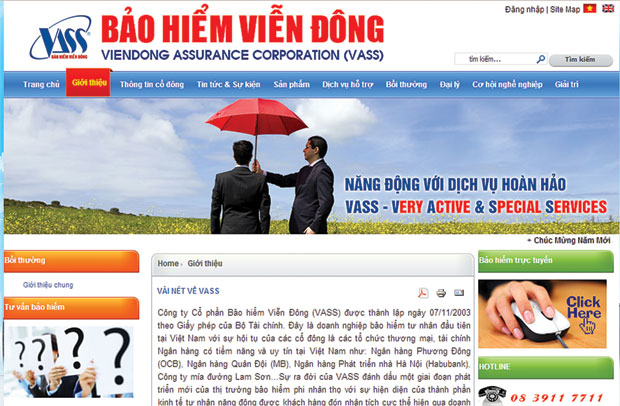 Đăng nhập | Site Map
VASS
BẢO HIỂM VIỄN ĐÔNG
BẢO HIỂM VIỄN ĐÔNG
VIENDONG ASSURANCE CORPORATION (VASS)
tìm kiếm...
Tìm kiếm
Trang chủ Giới thiệu Thông tin cổ đông Tin tức & Sự kiện Sản phẩm Dịch vụ hỗ trợ Bồi thường Đại lý Cơ hội nghề nghiệp Giải trí
NĂNG ĐỘNG VỚI DỊCH VỤ HOÀN HẢO
VASS - VERY ACTIVE & SPECIAL SERVICES
+ Chúc Mừng Năm Mới
Bồi thường
Giới thiệu chung
Tư vấn bảo hiểm
? ? ? ?
Home Giới thiệu
VÀI NÉT VỀ VASS
Công ty Cổ phần Bảo hiểm Viễn Đông (VASS) được thành lập ngày 07/11/2003
theo Giấy phép của Bộ Tài chính. Đây là doanh nghiệp bảo hiểm tư nhân đầu tiên
tại Việt Nam với sự hội tụ của các cổ đông là các tổ chức thương mại, tài chính
Ngân hàng có tiềm năng và uy tín tại Việt Nam như: Ngân hàng Phương Đông
(OCB), Ngân hàng Quân Đội (MB), Ngân hàng Phát triển nhà Hà Nội (Habubank),
Công ty mía đường Lam Sơn...Sự ra đời của VASS đánh dấu một giai đoạn phát
triển mới của thị trường bảo hiểm phi nhân thọ với sự hiện diện của thành phần
kinh tế tư nhân năng động được khách hàng đón nhân tích cực thể hiện qua doanh
Bảo hiểm trực tuyến
Click
Here
HOTLINE
08 3911 7711